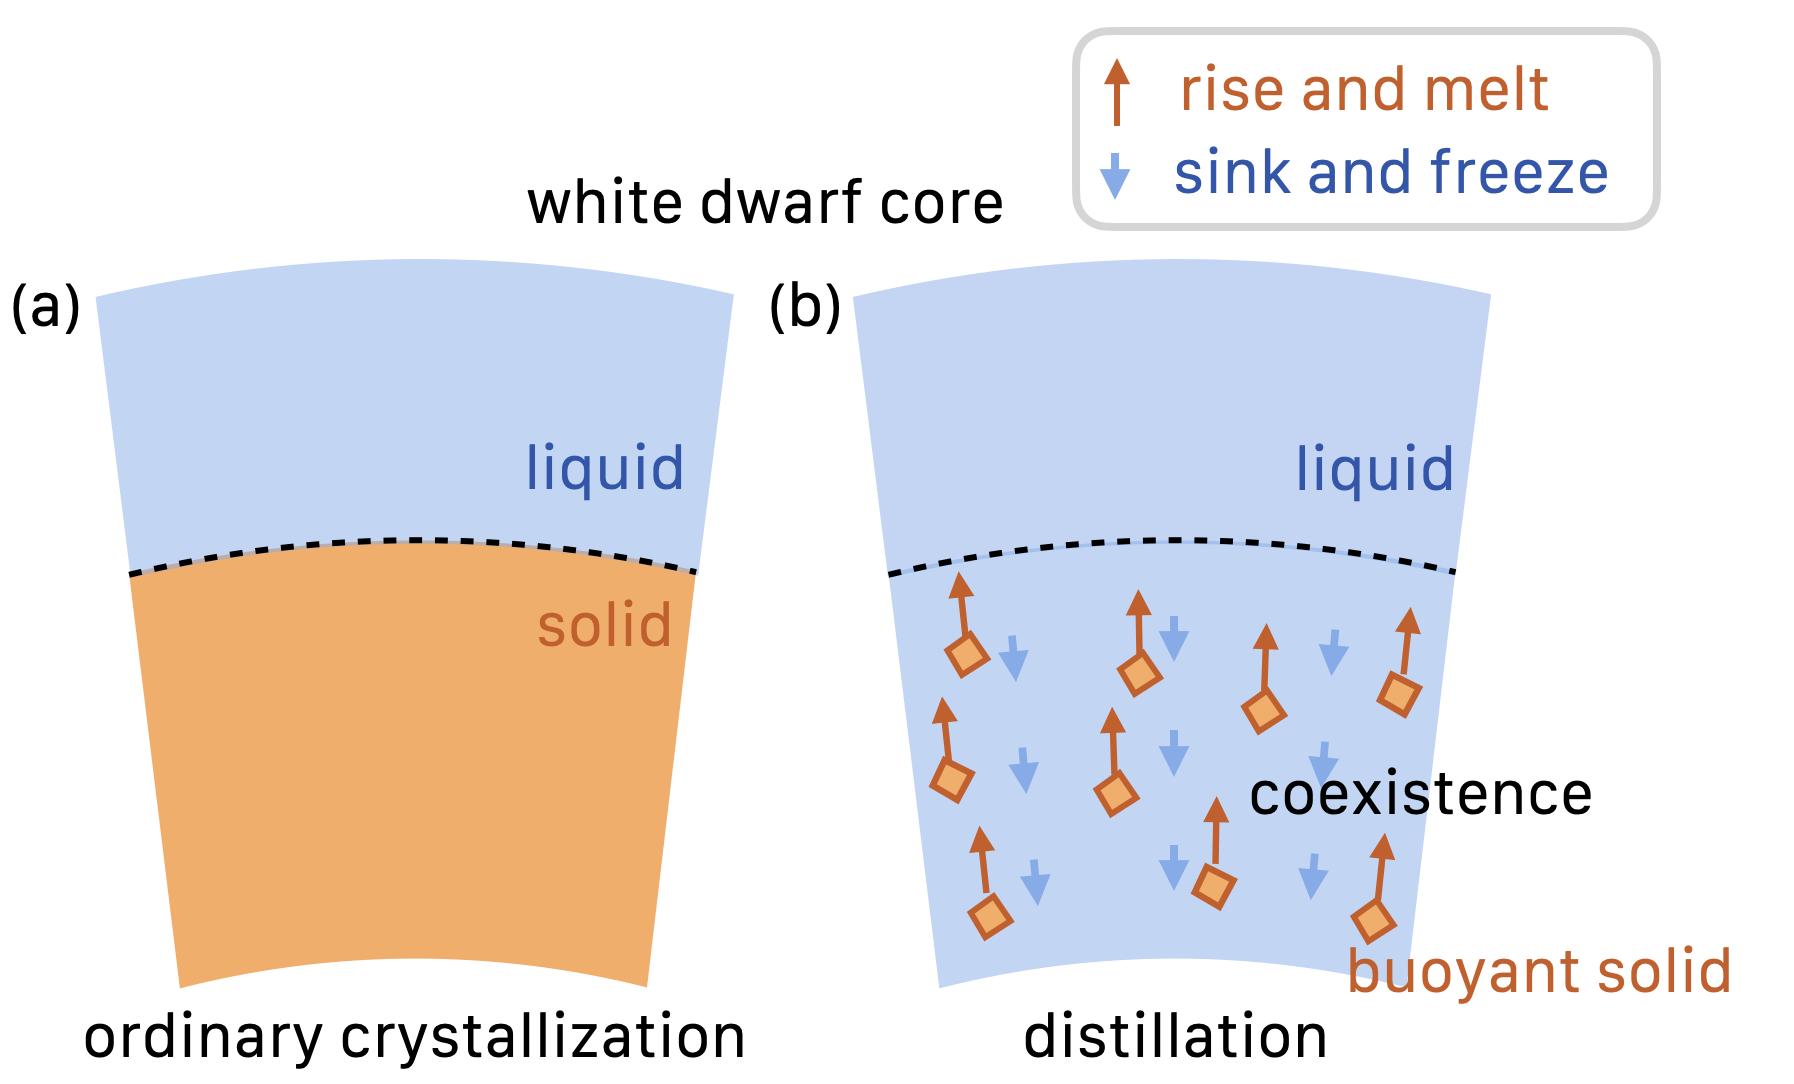 rise and melt
sink and freeze
white dwarf core
(a)
liquid
solid
ordinary crystallization
(b)
liquid
coexistence
buoyant solid
distillation